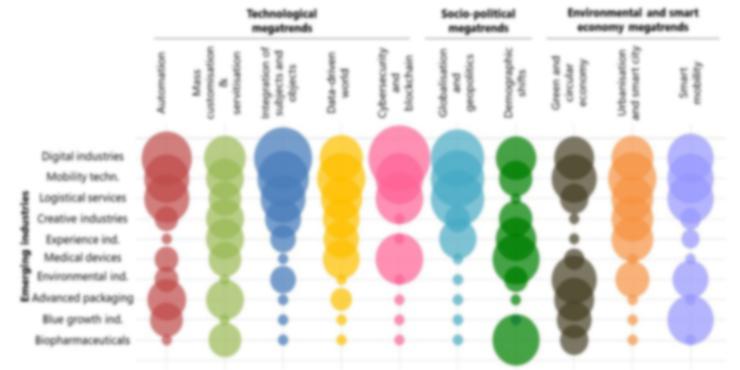 Technological
megatrends
Socio-political
megatrends
Environmental and smart
economy megatrends
Automation
Mass
customisation
&
servitisation
Integration of
subjects and
objects
Data-driven
world
Cybersecurity
and
blockchain
Globalisation
and
geopolitics
Demographic
shifts
Green and
circular
economy
Urbanisation
and smart city
Smart
mobility
Emerging industries
Digital industries
Mobility techn.
Logistical services
Creative industries
Experience ind.
Medical devices
Environmental ind.
Advanced packaging
Blue growth ind.
Biopharmaceuticals